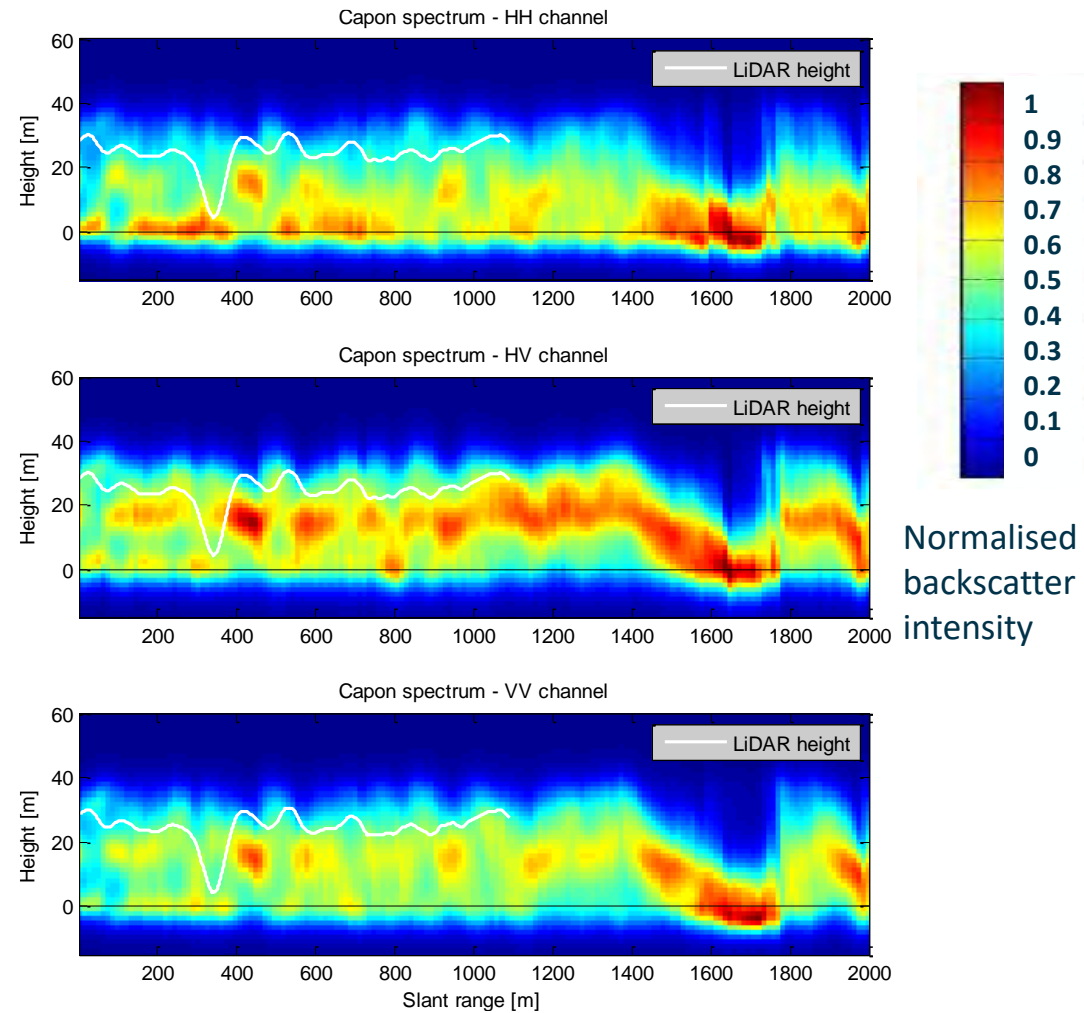 Capon spectrum - HH channel
60
40
20
0
Height [m]
LiDAR height
200 400 600 800 1000 1200 1400 1600 1800 2000
Capon spectrum - HV channel
60
40
20
0
Height [m]
LiDAR height
200 400 600 800 1000 1200 1400 1600 1800 2000
Capon spectrum - VV channel
60
40
20
0
Height [m]
LiDAR height
200 400 600 800 1000 1200 1400 1600 1800 2000
Slant range [m]
1
0.9
0.8
0.7
0.6
0.5
0.4
0.3
0.2
0.1
0
Normalised
backscatter
intensity